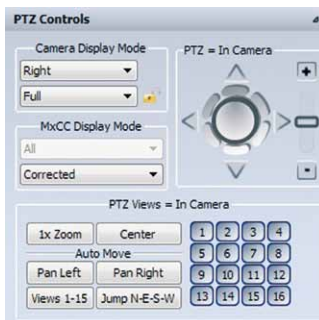 PTZ Controls
Camera Display Mode
PTZ = In Camera
Right
Full
MxCC Display Mode
All
Corrected
PTZ Views = In Camera
1x Zoom Center
Auto Move
Pan Left Pan Right
Views 1-15 Jump N-E-S-W
1 2 3 4
5 6 7 8
9 10 11 12
13 14 15 16